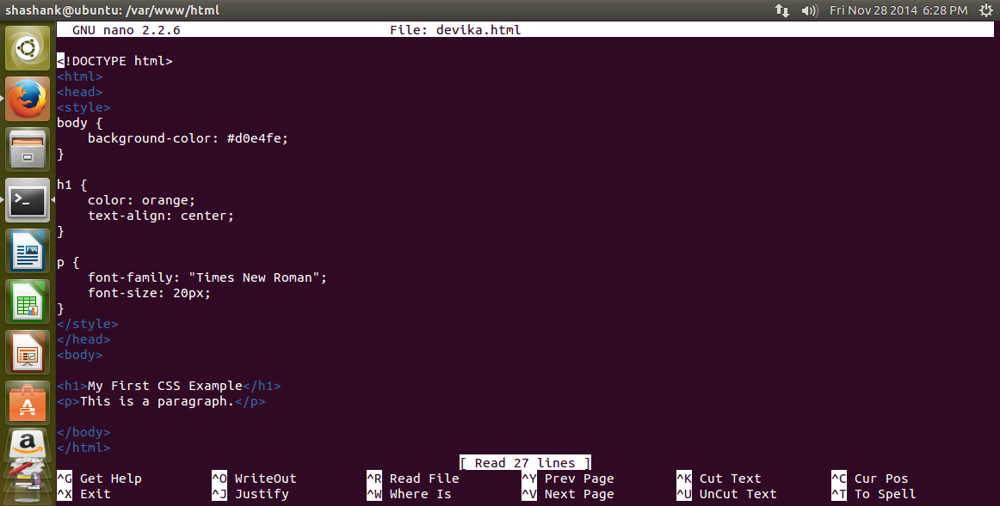 shashank@ubuntu: /var/www/html Fri Nov 28 2014 6:28 PM
GNU nano 2.2.6 File: devika.html
<!DOCTYPE html>
<html>
<head>
<style>
body {
    background-color: #d0e4fe;
}
h1 {
    color: orange;
    text-align: center;
}
p {
    font-family: "Times New Roman";
    font-size: 20px;
}
</style>
</head>
<body>
<h1>My First CSS Example</h1>
<p>This is a paragraph.</p>
</body>
</html>
[ Read 27 lines ]
^G Get Help ^O WriteOut ^R Read File ^Y Prev Page ^K Cut Text ^C Cur Pos
^X Exit ^J Justify ^W Where Is ^V Next Page ^U UnCut Text ^T To Spell